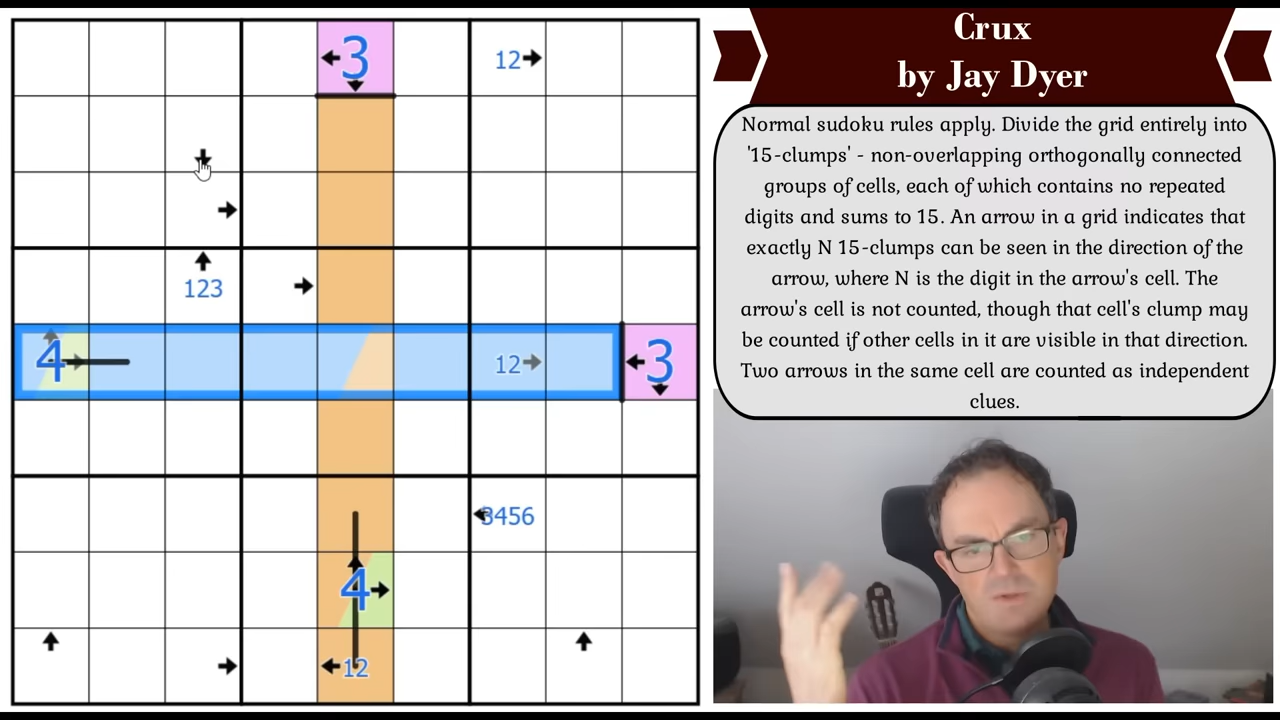 Crux
by Jay Dyer
Normal sudoku rules apply. Divide the grid entirely into
'15-clumps' - non-overlapping orthogonally connected
groups of cells, each of which contains no repeated
digits and sums to 15. An arrow in a grid indicates that
exactly N 15-clumps can be seen in the direction of the
arrow, where N is the digit in the arrow's cell. The
arrow's cell is not counted, though that cell's clump may
be counted if other cells in it are visible in that direction.
Two arrows in the same cell are counted as independent
clues.
3 12
123
4 12 3
3456
4
12